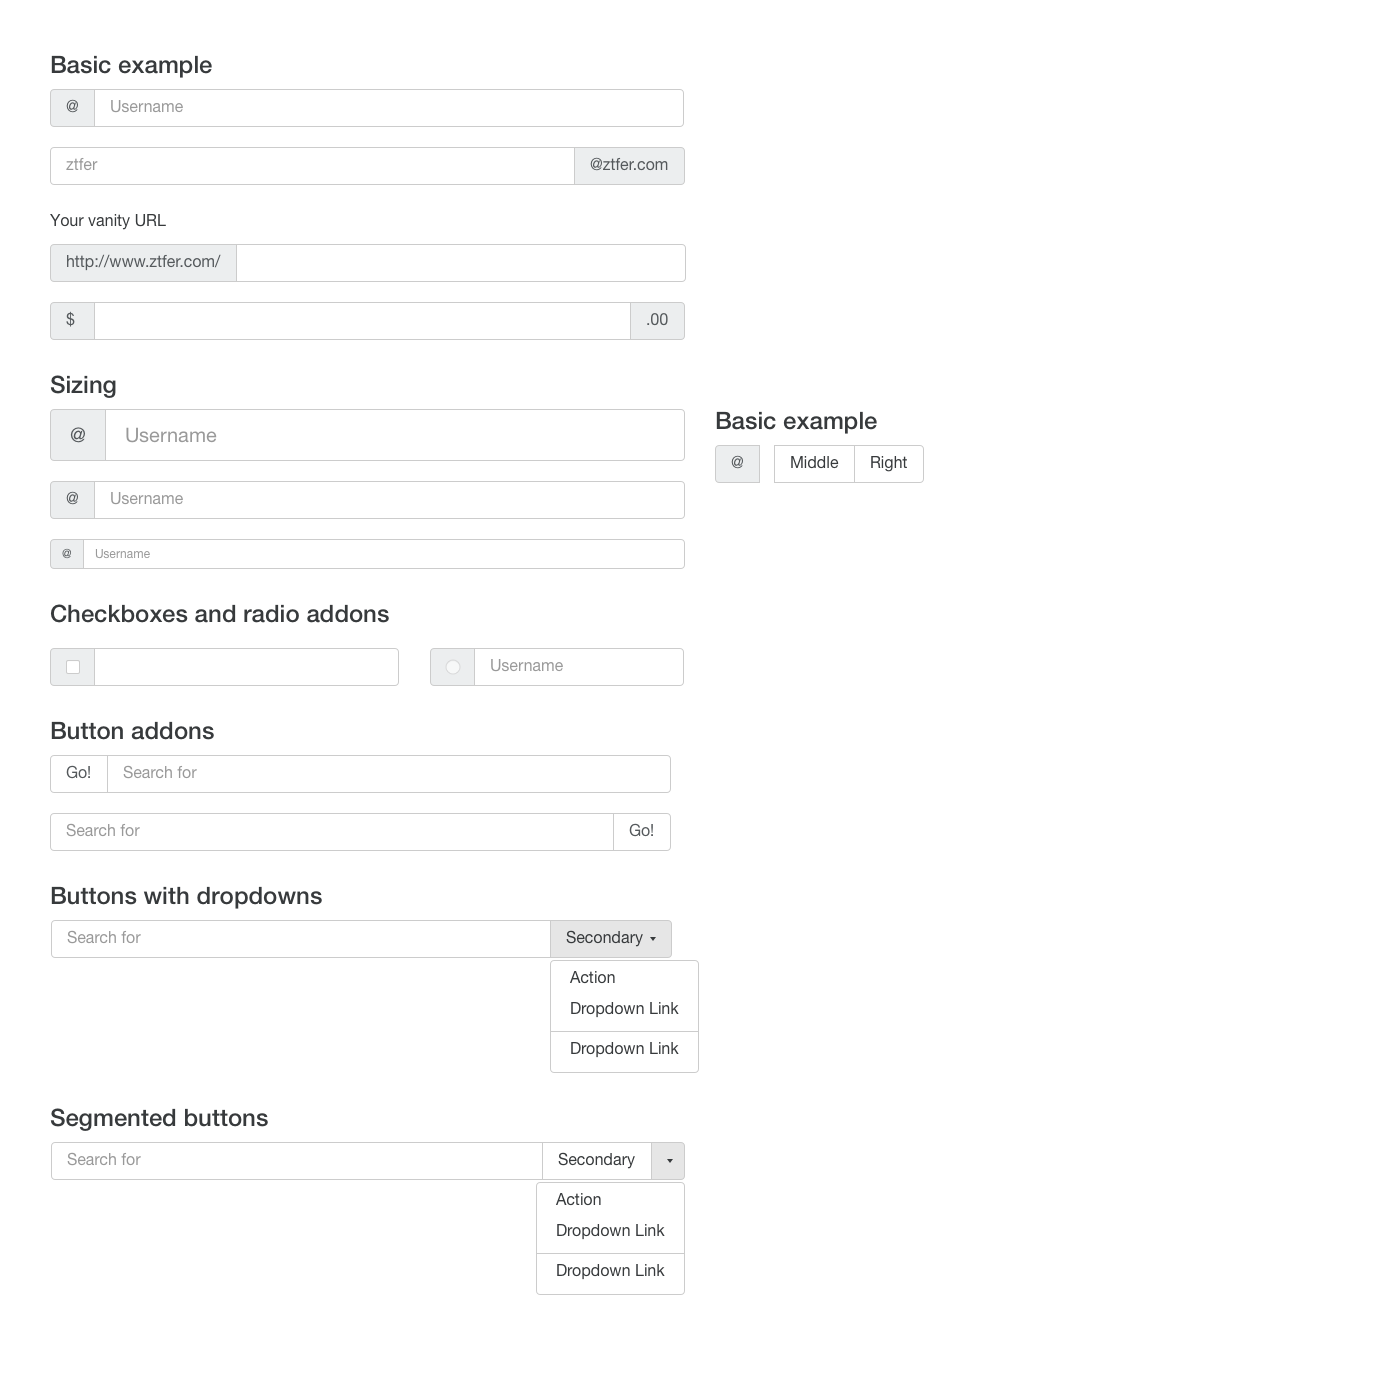 Basic example
@ Username
ztfer @ztfer.com
Your vanity URL
http://www.ztfer.com/
$ .00
Sizing
@ Username
@ Username
@ Username
Basic example
@ Middle Right
Checkboxes and radio addons
Username
Button addons
Go! Search for
Search for Go!
Buttons with dropdowns
Search for Secondary
Action
Dropdown Link
Dropdown Link
Segmented buttons
Search for Secondary
Action
Dropdown Link
Dropdown Link